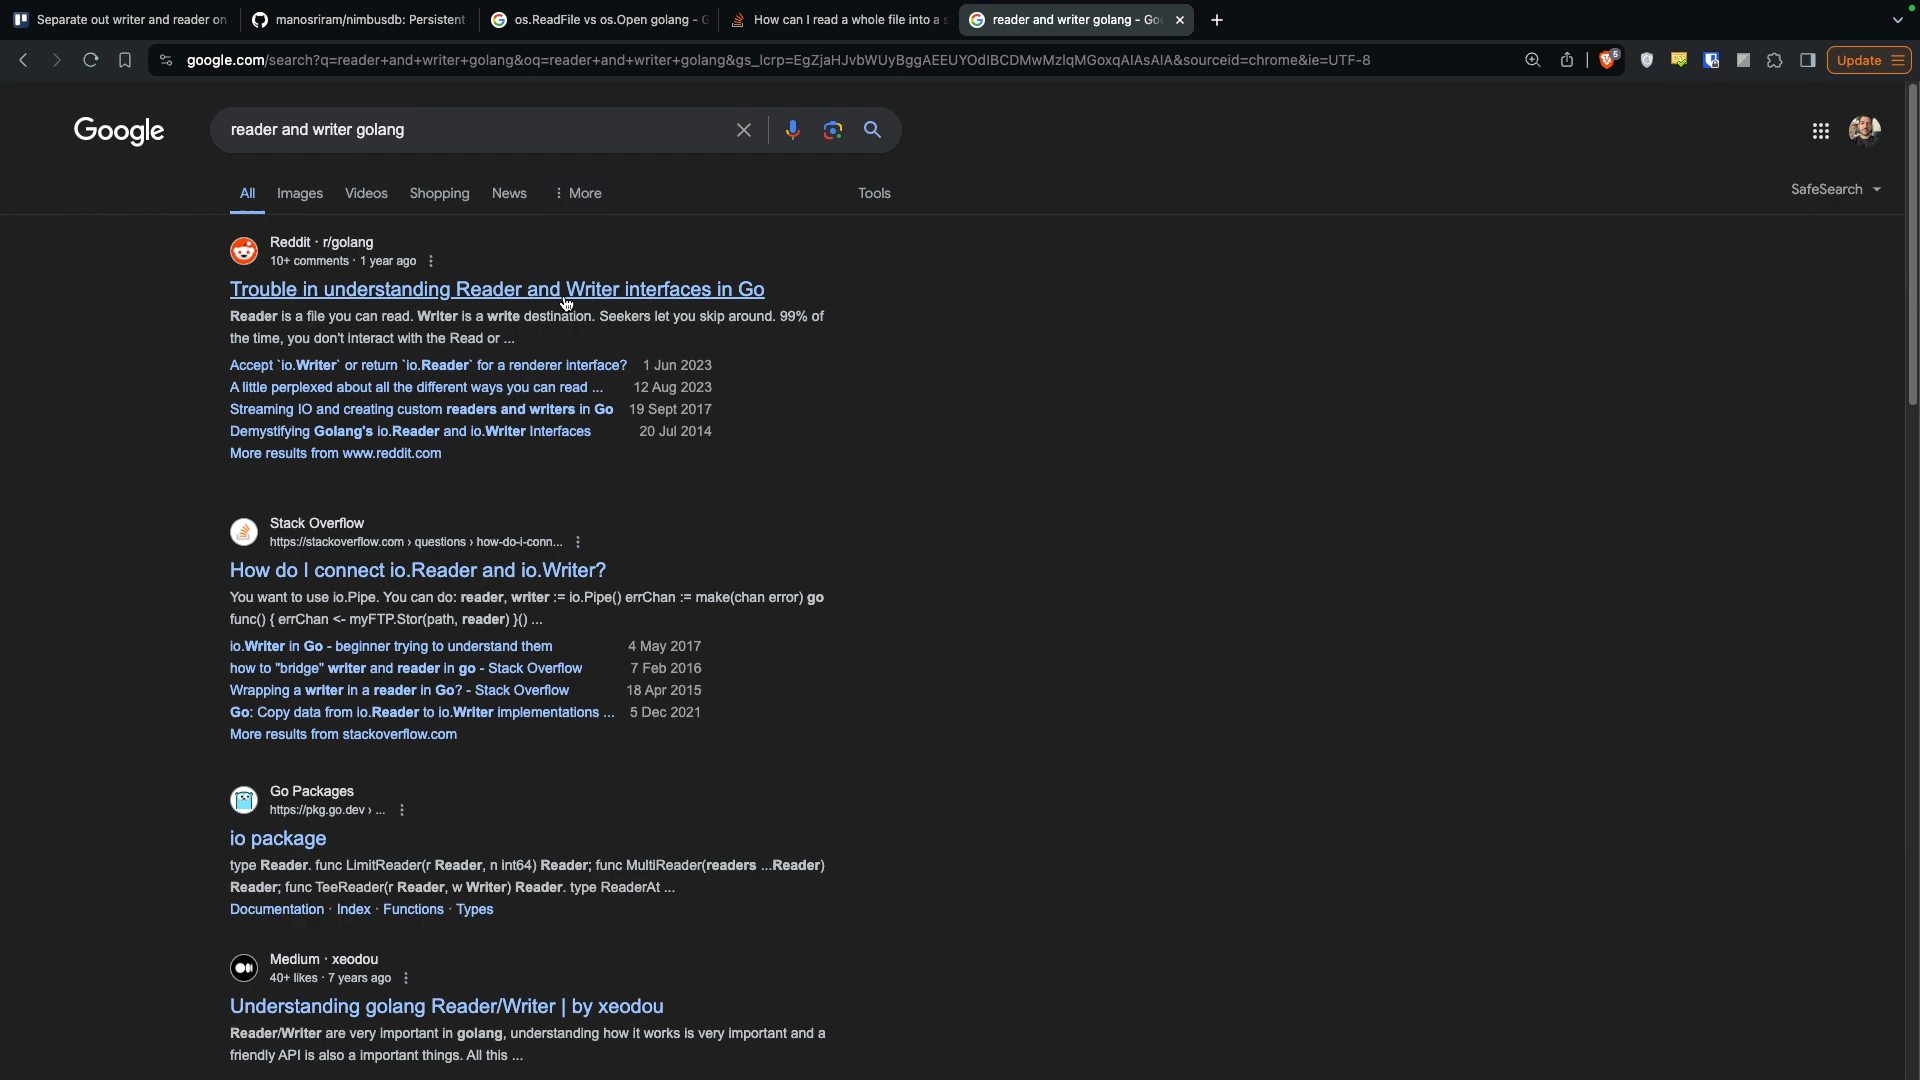 Separate out writer and reader on
manosriram/nimbusdb: Persistent
os.ReadFile vs os.Open golang - G
How can I read a whole file into a s
reader and writer golang - Go
google.com/search?q=reader+and+writer+golang&oq=reader+and+writer+golang&gs_lcrp=EgZjaHJvbWUyBggAEEUYOdIBCDMwMzlqMGoxqAIAsAIA&sourceid=chrome&ie=UTF-8
5
Update
Google
reader and writer golang
All Images Videos Shopping News More Tools
SafeSearch
Reddit · r/golang
10+ comments · 1 year ago
Trouble in understanding Reader and Writer interfaces in Go
Reader is a file you can read. Writer is a write destination. Seekers let you skip around. 99% of
the time, you don't interact with the Read or ...
Accept `io.Writer` or return `io.Reader` for a renderer interface? 1 Jun 2023
A little perplexed about all the different ways you can read ... 12 Aug 2023
Streaming IO and creating custom readers and writers in Go 19 Sept 2017
Demystifying Golang's io.Reader and io.Writer Interfaces 20 Jul 2014
More results from www.reddit.com
Stack Overflow
https://stackoverflow.com › questions › how-do-i-conn...
How do I connect io.Reader and io.Writer?
You want to use io.Pipe. You can do: reader, writer := io.Pipe() errChan := make(chan error) go
func() { errChan <- myFTP.Stor(path, reader) }() ...
io.Writer in Go - beginner trying to understand them 4 May 2017
how to "bridge" writer and reader in go - Stack Overflow 7 Feb 2016
Wrapping a writer in a reader in Go? - Stack Overflow 18 Apr 2015
Go: Copy data from io.Reader to io.Writer implementations ... 5 Dec 2021
More results from stackoverflow.com
Go Packages
https://pkg.go.dev › ...
io package
type Reader. func LimitReader(r Reader, n int64) Reader; func MultiReader(readers ...Reader)
Reader; func TeeReader(r Reader, w Writer) Reader. type ReaderAt ...
Documentation · Index · Functions · Types
Medium · xeodou
40+ likes · 7 years ago
Understanding golang Reader/Writer | by xeodou
Reader/Writer are very important in golang, understanding how it works is very important and a
friendly API is also a important things. All this ...